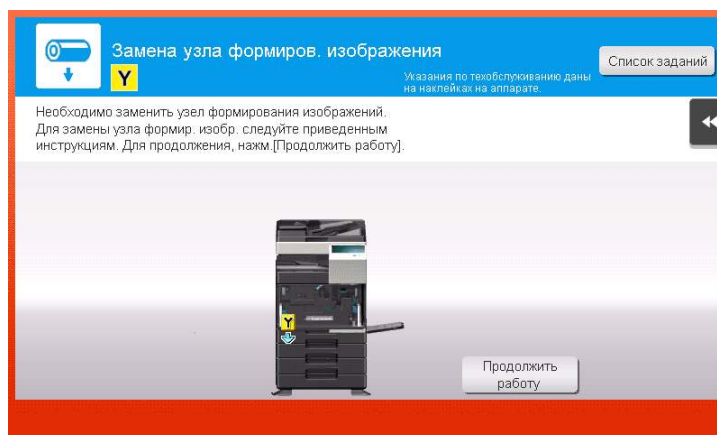 Замена узла формиров. изображения
Y
Указания по техобслуживанию даны
на наклейках на аппарате.
Список заданий
Необходимо заменить узел формирования изображений.
Для замены узла формир. изобр. следуйте приведенным
инструкциям. Для продолжения, нажм.[Продолжить работу].
Y
Продолжить
работу